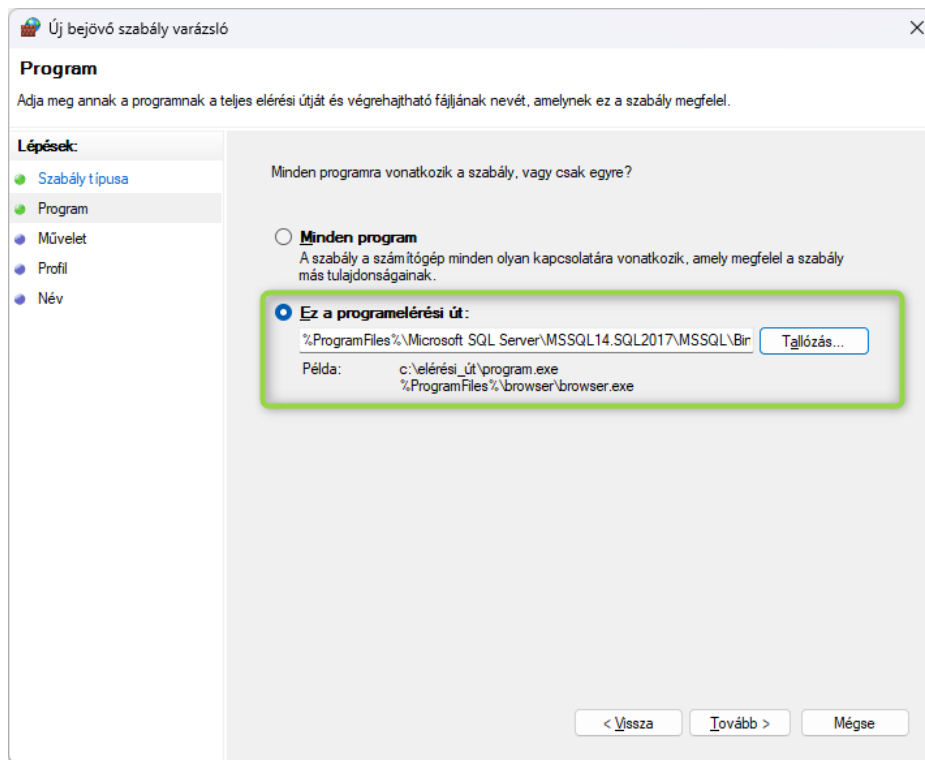 Új bejövő szabály varázsló
Program
Adja meg annak a programnak a teljes elérési útját és végrehajtható fájljának nevét, amelynek ez a szabály megfelel.
Lépések:
Szabály típusa
Program
Művelet
Profil
Név
Minden programra vonatkozik a szabály, vagy csak egyre?
Minden program
A szabály a számítógép minden olyan kapcsolatára vonatkozik, amely megfelel a szabály
más tulajdonságainak.
Ez a programelérési út:
%ProgramFiles%\Microsoft SQL Server\MSSQL14.SQL2017\MSSQL\Bin
Tallózás...
Példa: c:\elérési_út\program.exe
%ProgramFiles%\browser\browser.exe
< Vissza
Tovább >
Mégse